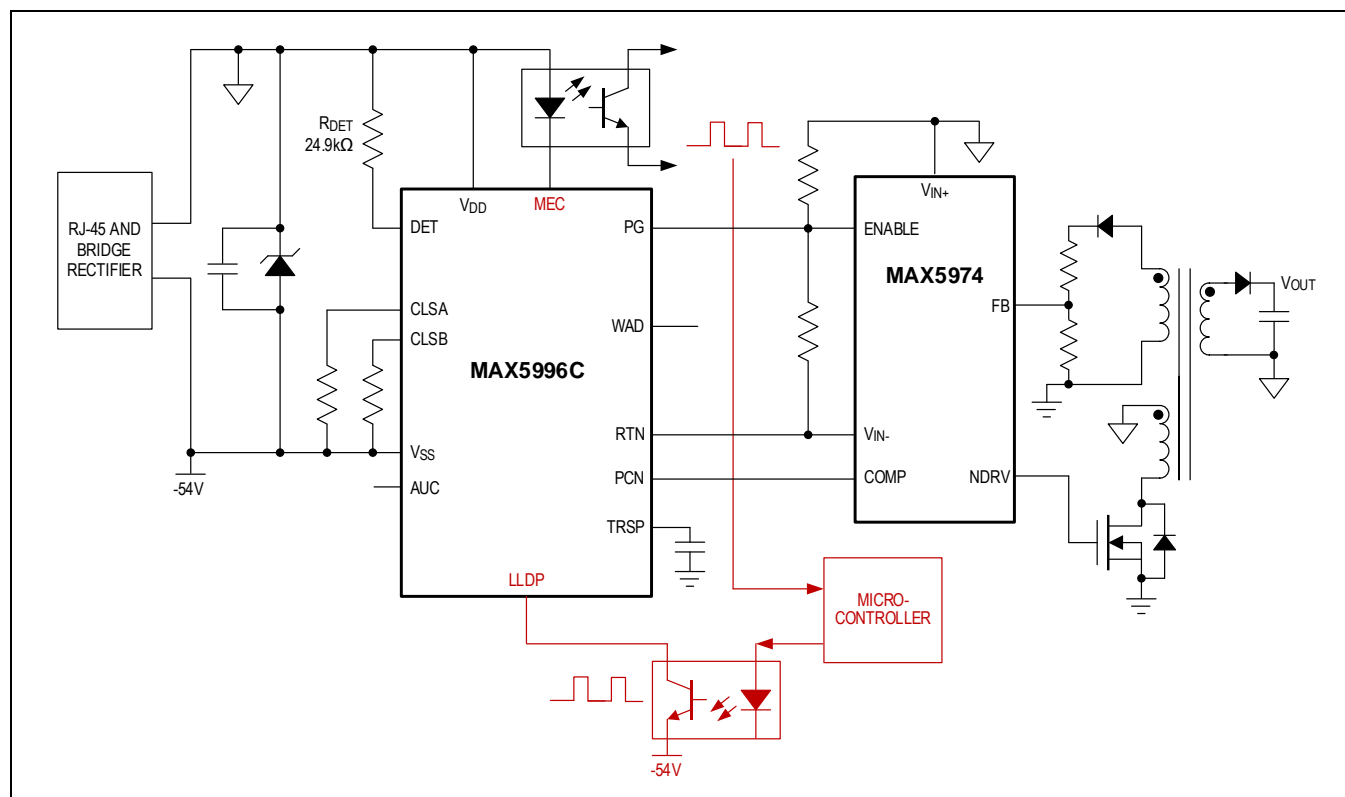 RDET
24.9kΩ
RJ-45 AND
BRIDGE
RECTIFIER
-54V
VDD
MEC
DET
CLSA
CLSB
MAX5996C
VSS
AUC
LLDP
PG
WAD
RTN
PCN
TRSP
VIN+
ENABLE
MAX5974
FB
VIN-
COMP
NDRV
VOUT
MICRO-
CONTROLLER
-54V